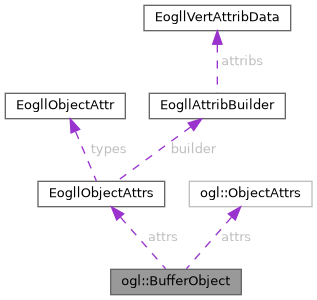 EogllVertAttribData
attribs
EogllObjectAttr
EogllAttribBuilder
types
builder
EogllObjectAttrs
ogl::ObjectAttrs
attrs
attrs
ogl::BufferObject